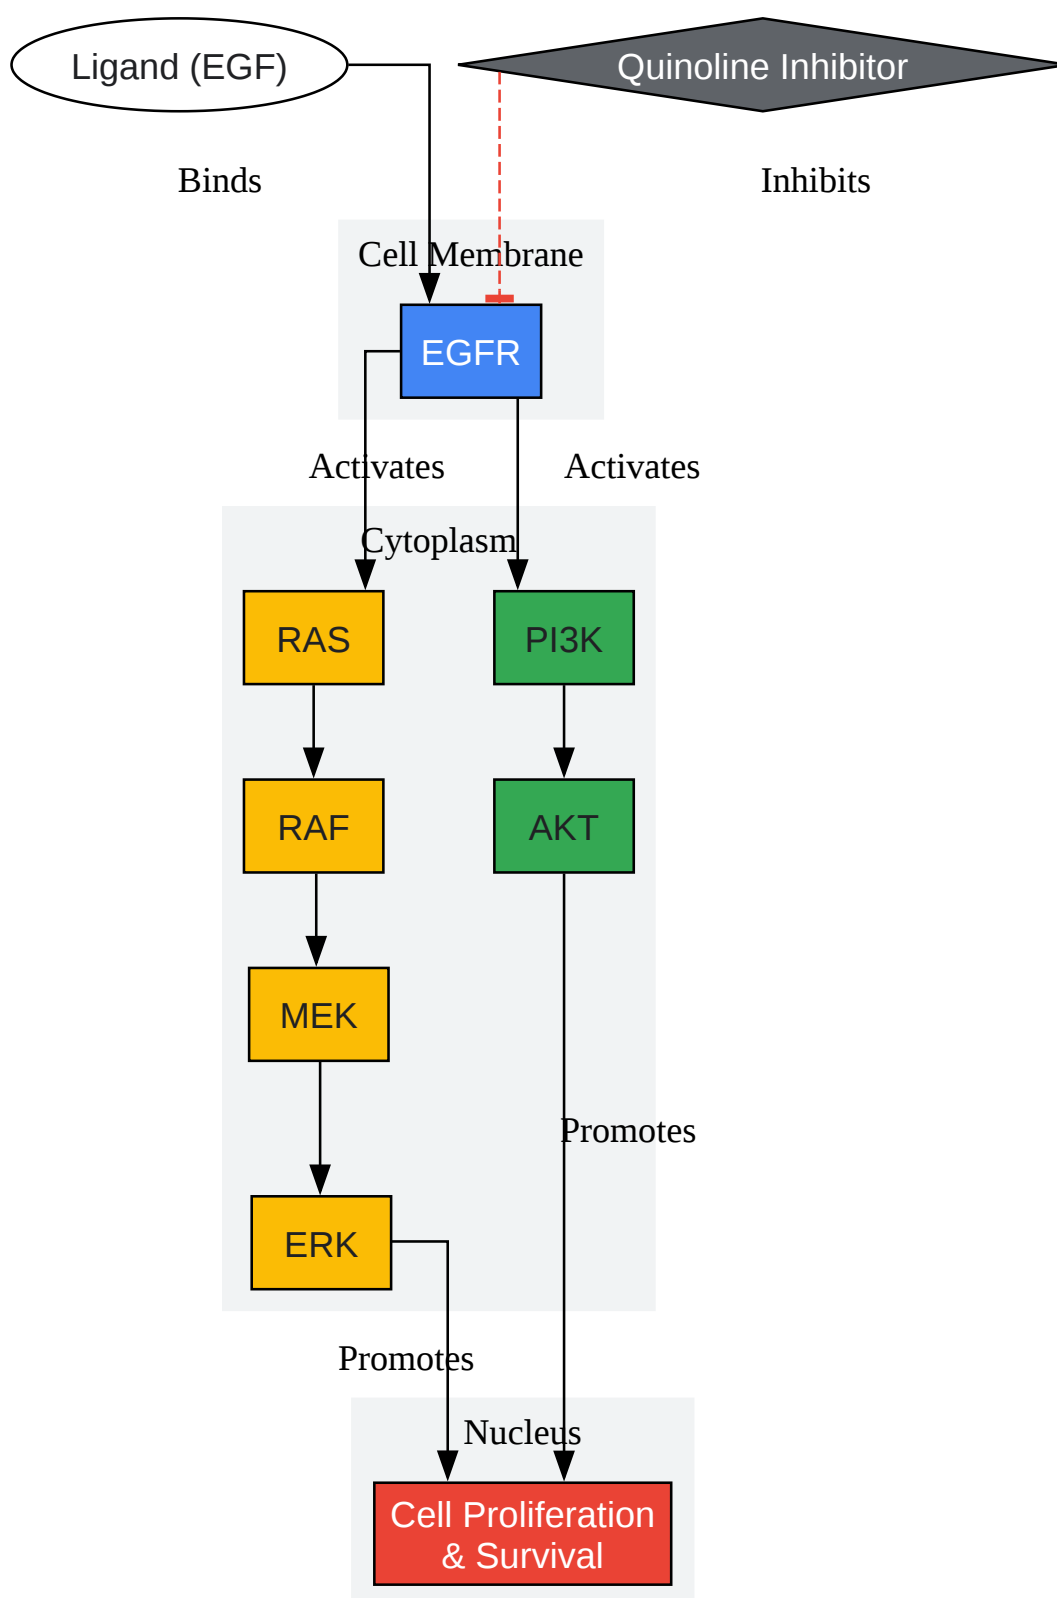 Ligand (EGF)
Quinoline Inhibitor
Binds
Inhibits
Cell Membrane
EGFR
Activates
Activates
Cytoplasm
RAS
PI3K
RAF
AKT
MEK
Promotes
ERK
Promotes
Nucleus
Cell Proliferation
& Survival